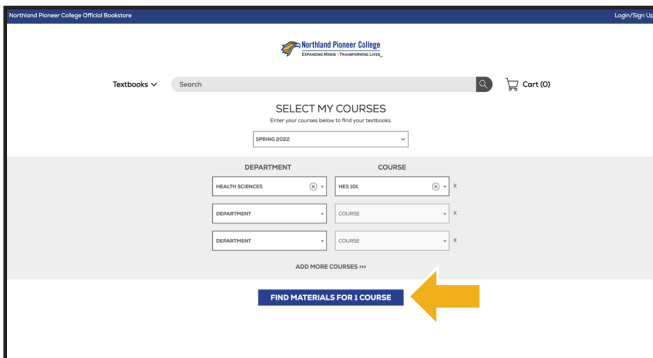 Northland Pioneer College Official Bookstore Login/Sign Up
Northland Pioneer College
EXPANDING MINDS • TRANSFORMING LIVES
Textbooks Search Cart (0)
SELECT MY COURSES
Enter your courses below to find your textbooks.
SPRING 2022
DEPARTMENT COURSE
HEALTH SCIENCES HES 101 X
DEPARTMENT COURSE X
DEPARTMENT COURSE X
ADD MORE COURSES >>>
FIND MATERIALS FOR 1 COURSE